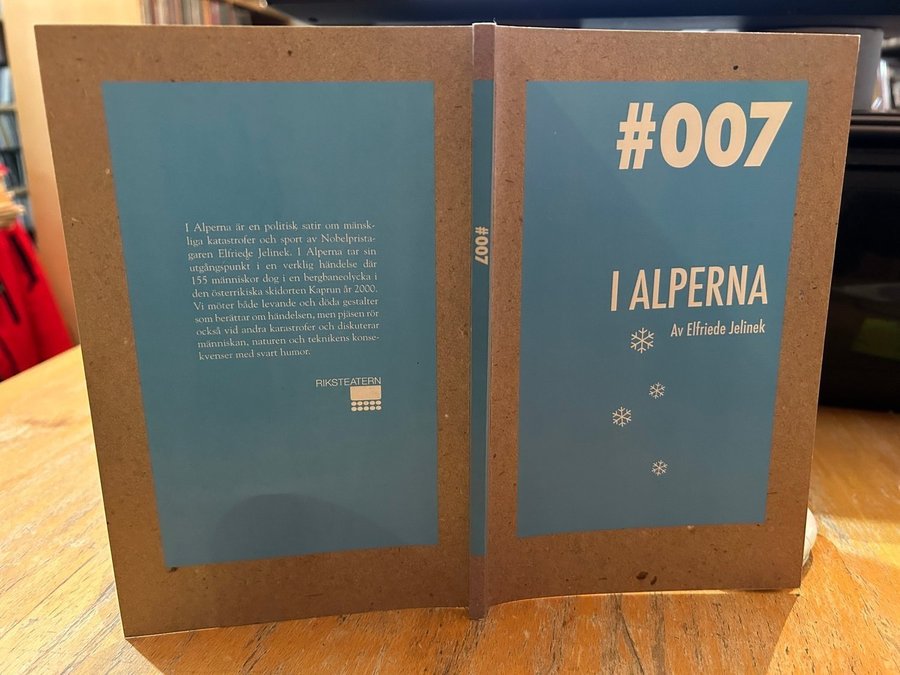 I Alperna är en politisk satir om mänsk-
liga katastrofer och sport av Nobelprista-
garen Elfriede Jelinek. I Alperna tar sin
utgångspunkt i en verklig händelse där
155 människor dog i en bergbaneolycka i
den österrikiska skidorten Kaprun år 2000.
Vi möter både levande och döda gestalter
som berättar om händelsen, men pjäsen rör
också vid andra karastrofer och diskuterar
människan, naturen och teknikens konse-
kvenser med svart humor.
RIKSTEATERN
#007
#007
I ALPERNA
Av Elfriede Jelinek